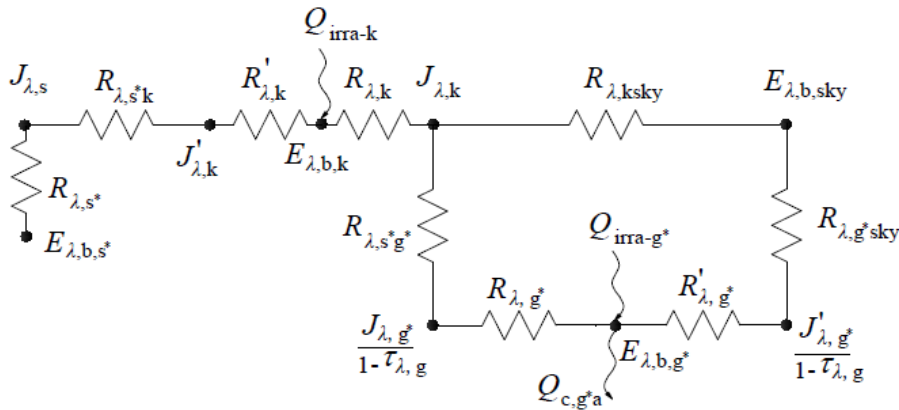 Q_irra-k
J_λ,s R_λ,s*k R'_λ,k R_λ,k J_λ,k R_λ,ksky E_λ,b,sky
J'_λ,k E_λ,b,k
R_λ,s*
E_λ,b,s*
R_λ,s*g* Q_irra-g* R_λ,g*sky
R_λ, g* R'_λ, g*
J_λ, g* / 1-τ_λ, g E_λ,b,g* J'_λ, g* / 1-τ_λ, g
Q_c,g*a